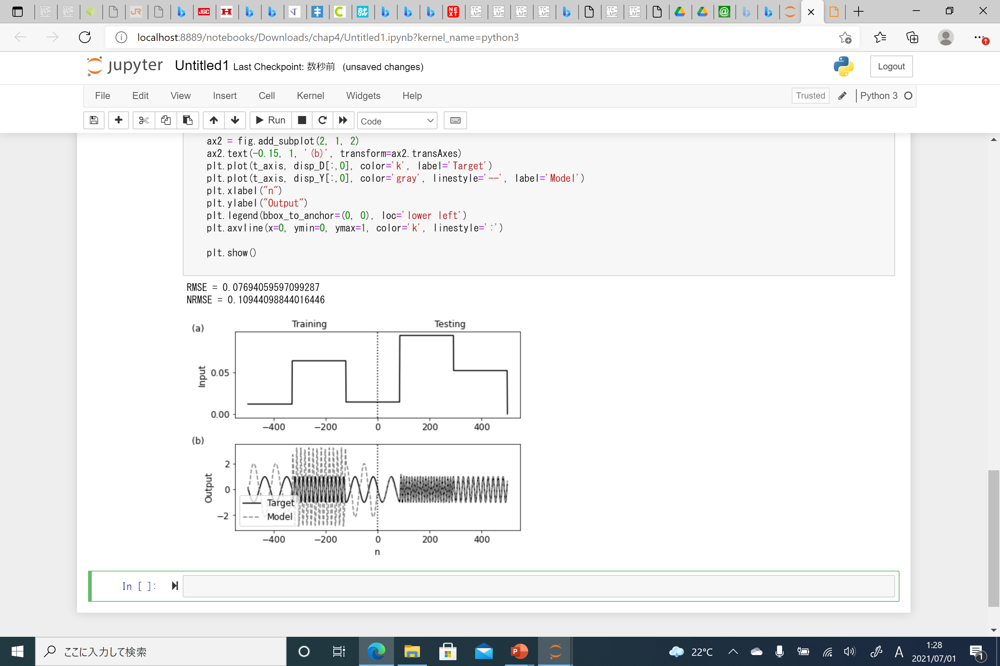 localhost:8889/notebooks/Downloads/chap4/Untitled1.ipynb?kernel_name=python3
jupyter Untitled1 Last Checkpoint: 数秒前 (unsaved changes)
Logout
File Edit View Insert Cell Kernel Widgets Help
Trusted Python 3
Run Code
ax2 = fig.add_subplot(2, 1, 2)
ax2.text(-0.15, 1, '(b)', transform=ax2.transAxes)
plt.plot(t_axis, disp_D[:,0], color='k', label='Target')
plt.plot(t_axis, disp_Y[:,0], color='gray', linestyle='--', label='Model')
plt.xlabel("n")
plt.ylabel("Output")
plt.legend(bbox_to_anchor=(0, 0), loc='lower left')
plt.axvline(x=0, ymin=0, ymax=1, color='k', linestyle=':')
plt.show()
RMSE = 0.07694059597099287
NRMSE = 0.10944098844016446
(a)
Training Testing
Input
0.05
0.00
−400 −200 0 200 400
(b)
Output
2
0
−2
Target
Model
−400 −200 0 200 400
n
In [ ]:
ここに入力して検索
22°C
A
1:28
2021/07/01
1